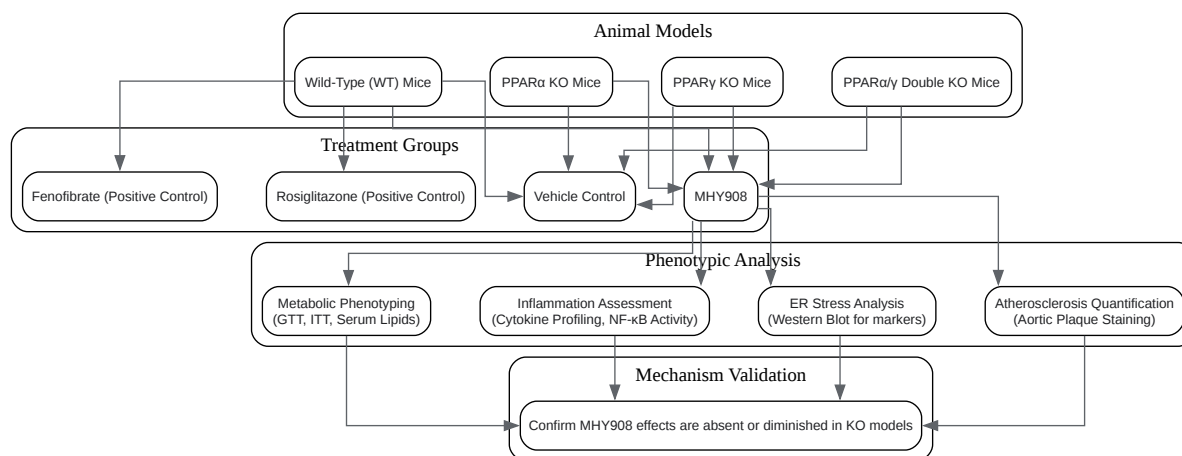 Animal Models
Wild-Type (WT) Mice
PPARα KO Mice
PPARγ KO Mice
PPARα/γ Double KO Mice
Treatment Groups
Fenofibrate (Positive Control)
Rosiglitazone (Positive Control)
Vehicle Control
MHY908
Phenotypic Analysis
Metabolic Phenotyping
(GTT, ITT, Serum Lipids)
Inflammation Assessment
(Cytokine Profiling, NF-κB Activity)
ER Stress Analysis
(Western Blot for markers)
Atherosclerosis Quantification
(Aortic Plaque Staining)
Mechanism Validation
Confirm MHY908 effects are absent or diminished in KO models